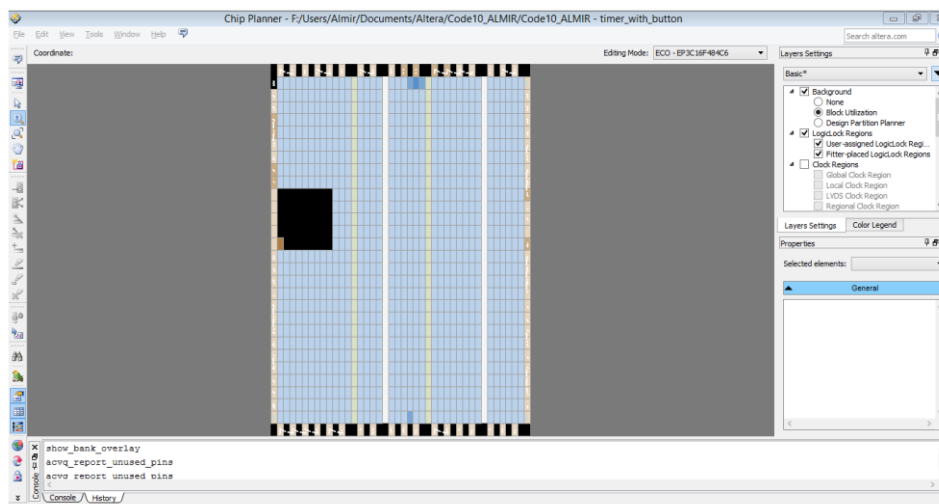 Chip Planner - F:/Users/Almir/Documents/Altera/Code10_ALMIR/Code10_ALMIR - timer_with_button
File Edit View Tools Window Help
Search altera.com
Coordinate:
Editing Mode: ECO - EP3C16F484C6
Layers Settings
Basic*
Background
None
Block Utilization
Design Partition Planner
LogicLock Regions
User-assigned LogicLock Regi...
Fitter-placed LogicLock Regions
Clock Regions
Global Clock Region
Local Clock Region
LVDS Clock Region
Regional Clock Region
Layers Settings Color Legend
Properties
Selected elements:
General
show_bank_overlay
acvq_report_unused_pins
acvq_report_unused_pins
Console
Console History